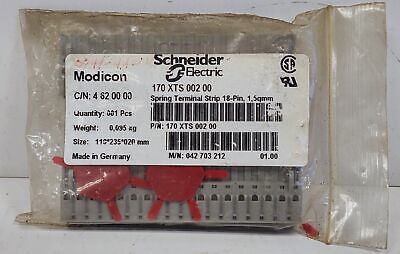 Schneider
Electric
Modicon
170 XTS 002 00
C/N: 4 82 00 00
Spring Terminal Strip 18-Pin, 1,5qmm
Quantity: 001 Pcs
Weight: 0,095 kg
P/N: 170 XTS 002 00
Size: 110*235*020 mm
Made in Germany
M/N: 042 703 212
01.00